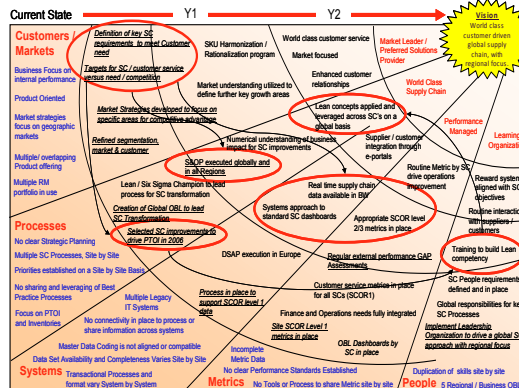 Current State
Y1
Y2
Vision
World class
customer driven
global supply
chain, with
regional focus.
Customers /
Markets
Definition of key SC
requirements to meet Customer
need
Targets for SC / customer service
versus need / competition
SKU Harmonization /
Rationalization program
World class customer service
Market focused
Market Leader /
Preferred Solutions
Provider
Business Focus on
internal performance
Enhanced customer
relationships
World Class
Supply Chain
Product Oriented
Market understanding utilized to
define further key growth areas
Market strategies
focus on geographic
markets
Market Strategies developed to focus on
specific areas for competitive advantage
Lean concepts applied and
leveraged across SC's on a
global basis
Performance
Managed
Learning
Organizati
Refined segmentation,
market & customer
Numerical understanding of business
impact for SC improvements
Supplier / customer
integration through
e-portals
Multiple/ overlapping
Product offering
S&OP executed globally and
in all Regions
Routine Metric by SC
drive operations
improvement
Reward system
aligned with SC
objectives
Multiple RM
portfolio in use
Lean / Six Sigma Champion to lead
process for SC transformation
Real time supply chain
data available in BW
Systems approach to
standard SC dashboards
Appropriate SCOR level
2/3 metrics in place
Creation of Global OBL to lead
SC Transformation
Routine interactio
with suppliers /
customers
Processes
Selected SC improvements to
drive PTOI in 2006
No clear Strategic Planning
Training to build Lean
competency
Multiple SC Processes, Site by Site
DSAP execution in Europe
Regular external performance GAP
Assessments
Priorities established on a Site by Site Basis
SC People requirements
defined and in place
No sharing and leveraging of Best
Practice Processes
Process in place to
support SCOR level 1
data
Customer service metrics in place
for all SCs (SCOR1)
Multiple Legacy
IT Systems
Global responsibilities for key
SC Processes
Focus on PTOI
and Inventories
Finance and Operations needs fully integrated
No connectivity in place to process or
share information across systems
Site SCOR Level 1
metrics in place
Implement Leadership
Organization to drive a global SC
approach with regional focus
Master Data Coding is not aligned or compatible
OBL Dashboards by
SC in place
Data Set Availability and Completeness Varies Site by Site
Incomplete
Metric Data
Systems
Transactional Processes and
format vary System by System
No clear Performance Standards Established
Metrics
No Tools or Process to share Metric site by site
People
Duplication of skills site by site
5 Regional / Business OB